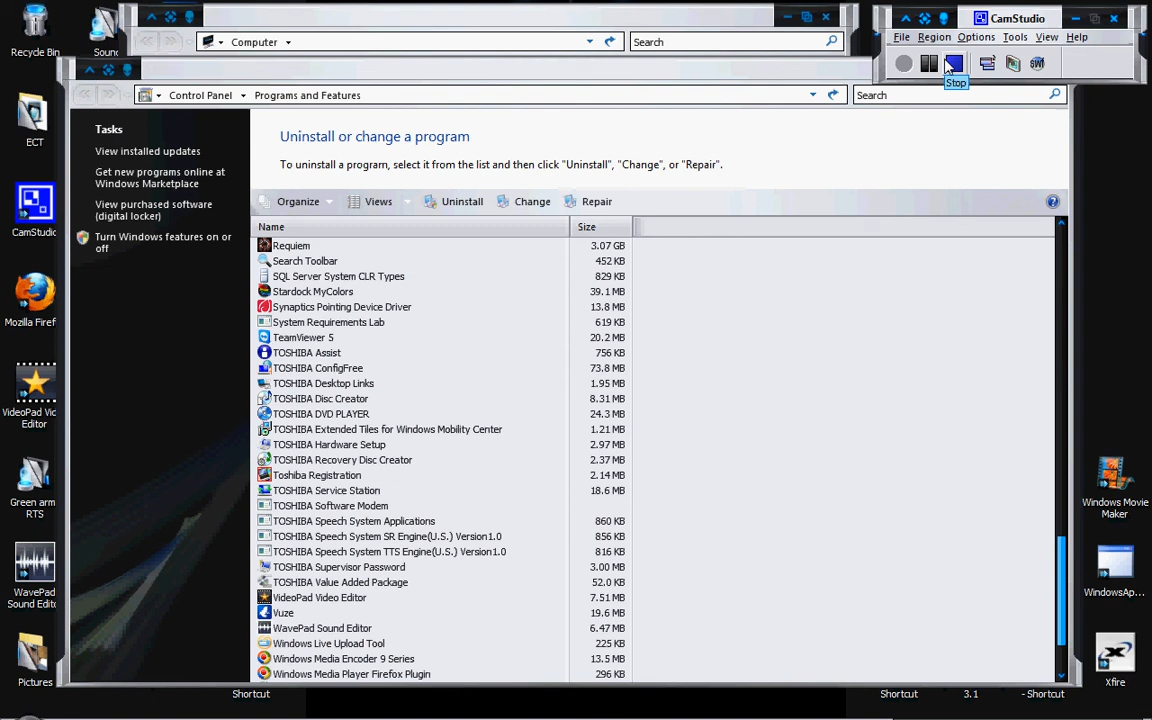 Recycle Bin
Soun
ECT
CamStudio
Mozilla Firef
VideoPad Vid
Editor
Green arm
RTS
WavePad
Sound Edito
Pictures
Computer
Search
Control Panel
Programs and Features
Search
CamStudio
File Region Options Tools View Help
Stop
Tasks
View installed updates
Get new programs online at
Windows Marketplace
View purchased software
(digital locker)
Turn Windows features on or
off
Uninstall or change a program
To uninstall a program, select it from the list and then click "Uninstall", "Change", or "Repair".
Organize Views Uninstall Change Repair
Name Size
Requiem 3.07 GB
Search Toolbar 452 KB
SQL Server System CLR Types 829 KB
Stardock MyColors 39.1 MB
Synaptics Pointing Device Driver 13.8 MB
System Requirements Lab 619 KB
TeamViewer 5 20.2 MB
TOSHIBA Assist 756 KB
TOSHIBA ConfigFree 73.8 MB
TOSHIBA Desktop Links 1.95 MB
TOSHIBA Disc Creator 8.31 MB
TOSHIBA DVD PLAYER 24.3 MB
TOSHIBA Extended Tiles for Windows Mobility Center 1.21 MB
TOSHIBA Hardware Setup 2.97 MB
TOSHIBA Recovery Disc Creator 2.37 MB
Toshiba Registration 2.14 MB
TOSHIBA Service Station 18.6 MB
TOSHIBA Software Modem
TOSHIBA Speech System Applications 860 KB
TOSHIBA Speech System SR Engine(U.S.) Version1.0 856 KB
TOSHIBA Speech System TTS Engine(U.S.) Version1.0 816 KB
TOSHIBA Supervisor Password 3.00 MB
TOSHIBA Value Added Package 52.0 KB
VideoPad Video Editor 7.51 MB
Vuze 19.6 MB
WavePad Sound Editor 6.47 MB
Windows Live Upload Tool 225 KB
Windows Media Encoder 9 Series 13.5 MB
Windows Media Player Firefox Plugin 296 KB
Windows Movie
Maker
WindowsAp...
Xfire
Shortcut
Shortcut
3.1
- Shortcut